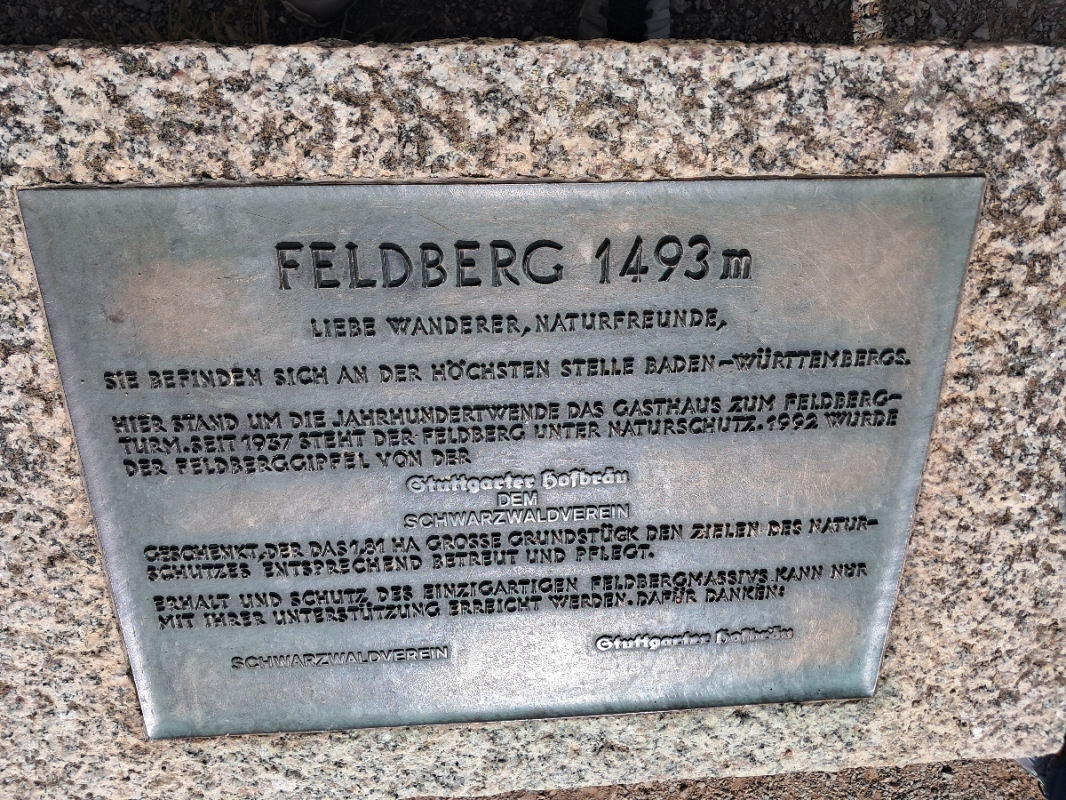 FELDBERG 1493 m
LIEBE WANDERER, NATURFREUNDE,
SIE BEFINDEN SICH AN DER HÖCHSTEN STELLE BADEN-WÜRTTEMBERGS.
HIER STAND UM DIE JAHRHUNDERTWENDE DAS GASTHAUS ZUM FELDBERG-
TURM. SEIT 1937 STEHT DER FELDBERG UNTER NATURSCHUTZ. 1992 WURDE
DER FELDBERGGIPFEL VON DER
Stuttgarter Hofbräu
DEM
SCHWARZWALDVEREIN
GESCHENKT, DER DAS 1,81 HA GROSSE GRUNDSTÜCK DEN ZIELEN DES NATUR-
SCHUTZES ENTSPRECHEND BETREUT UND PFLEGT.
ERHALT UND SCHUTZ DES EINZIGARTIGEN FELDBERGMASSIVS KANN NUR
MIT IHRER UNTERSTÜTZUNG ERREICHT WERDEN. DAFÜR DANKEN:
SCHWARZWALDVEREIN Stuttgarter Hofbräu